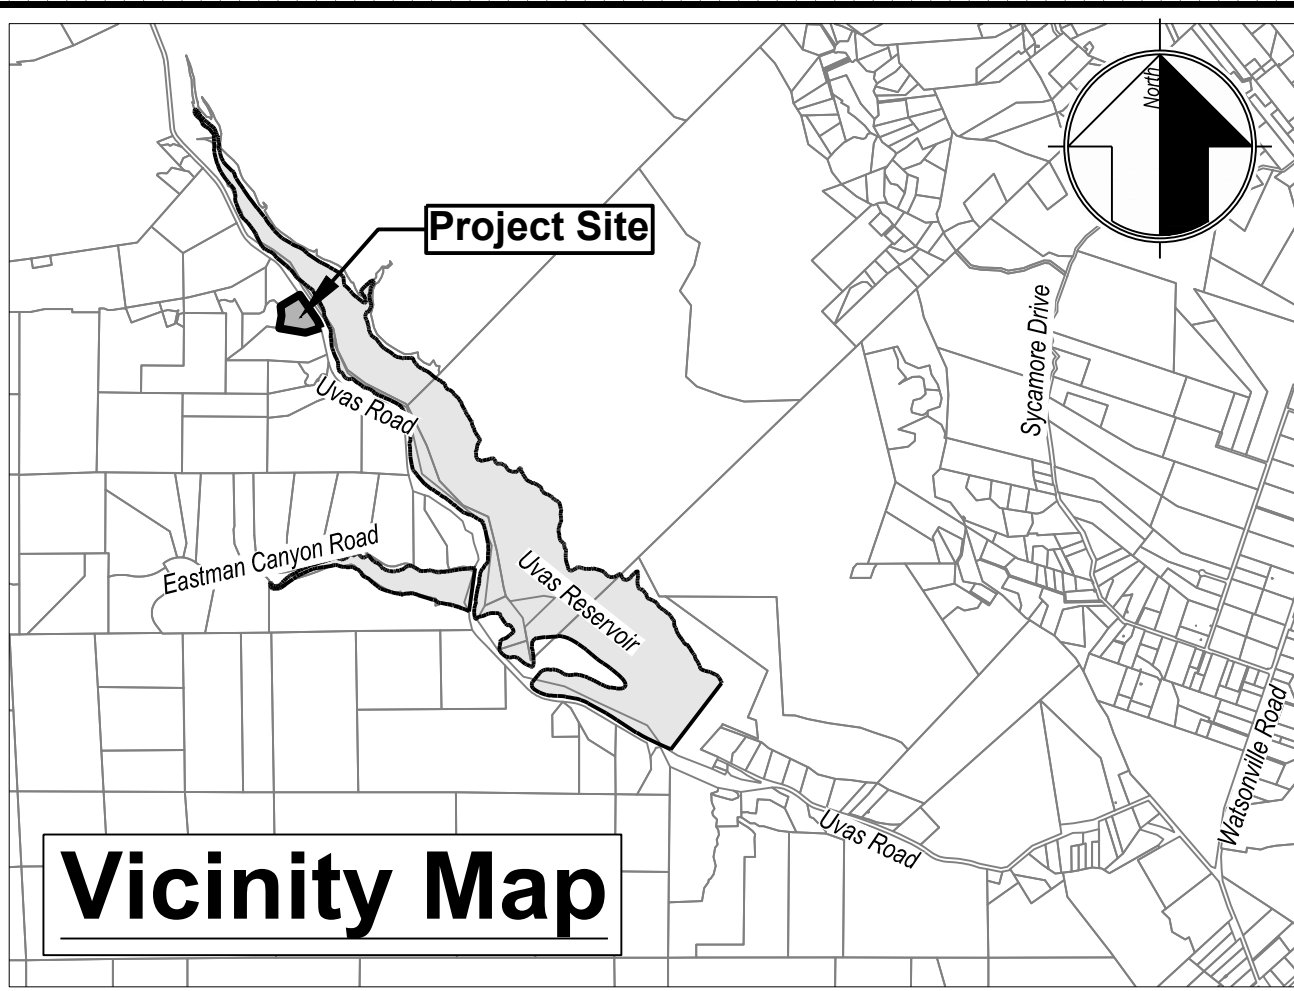 North
Project Site
Sycamore Drive
Uvas Road
Eastman Canyon Road
Uvas Reservoir
Watsonville Road
Uvas Road
Vicinity Map